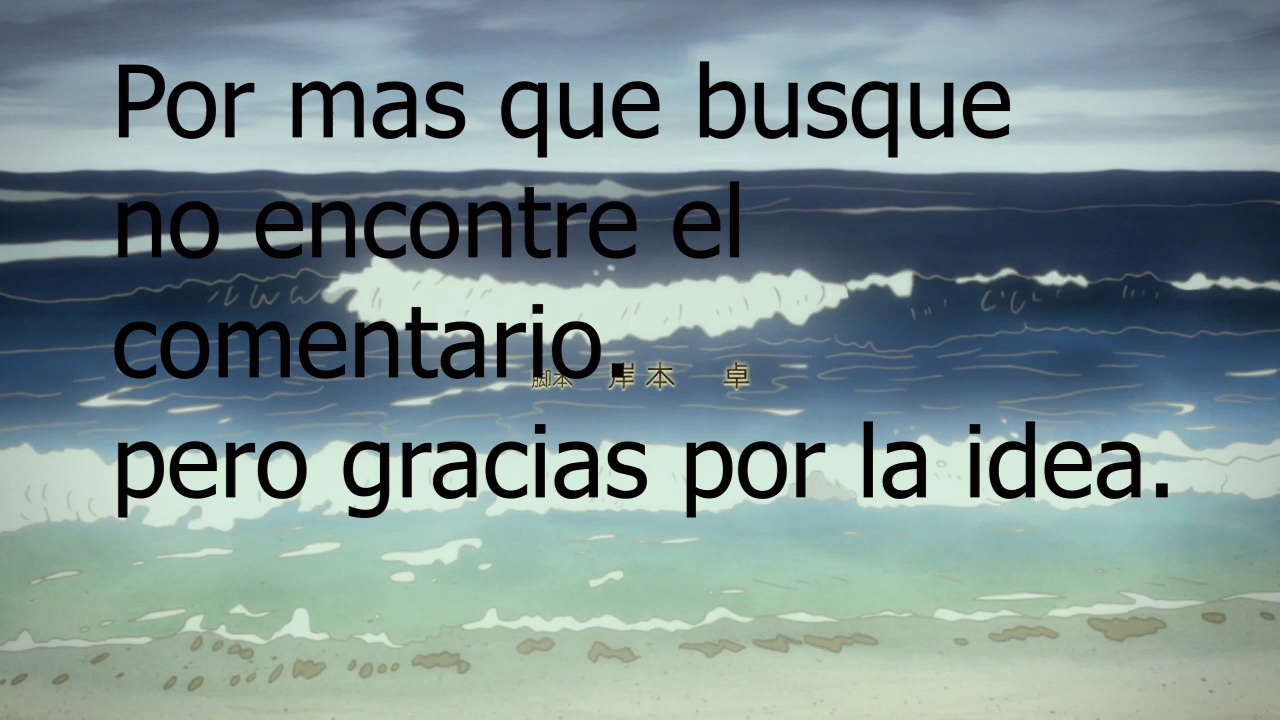 Por mas que busque
no encontre el
comentario.
脚本 岸本 卓
pero gracias por la idea.